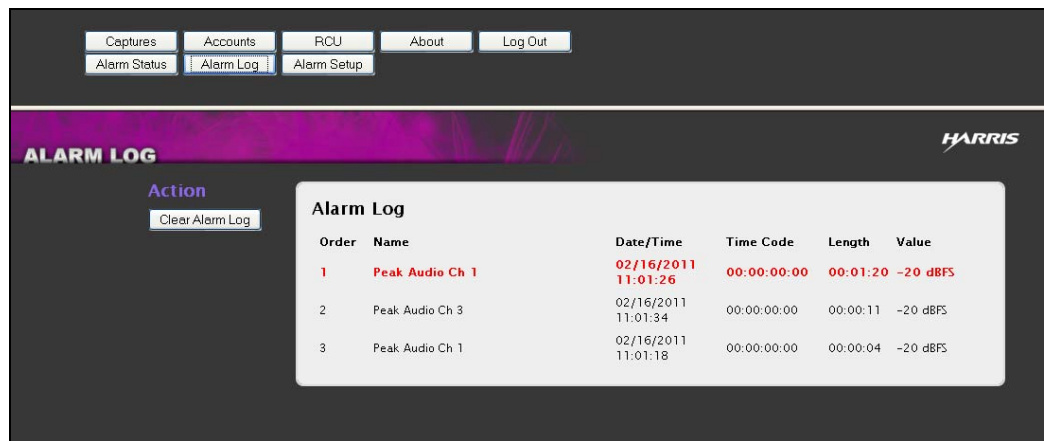 Captures Accounts RCU About Log Out
Alarm Status Alarm Log Alarm Setup
HARRIS
ALARM LOG
Action
Clear Alarm Log
Alarm Log
Order Name Date/Time Time Code Length Value
1 Peak Audio Ch 1 02/16/2011 11:01:26 00:00:00:00 00:01:20 -20 dBFS
2 Peak Audio Ch 3 02/16/2011 11:01:34 00:00:00:00 00:00:11 -20 dBFS
3 Peak Audio Ch 1 02/16/2011 11:01:18 00:00:00:00 00:00:04 -20 dBFS